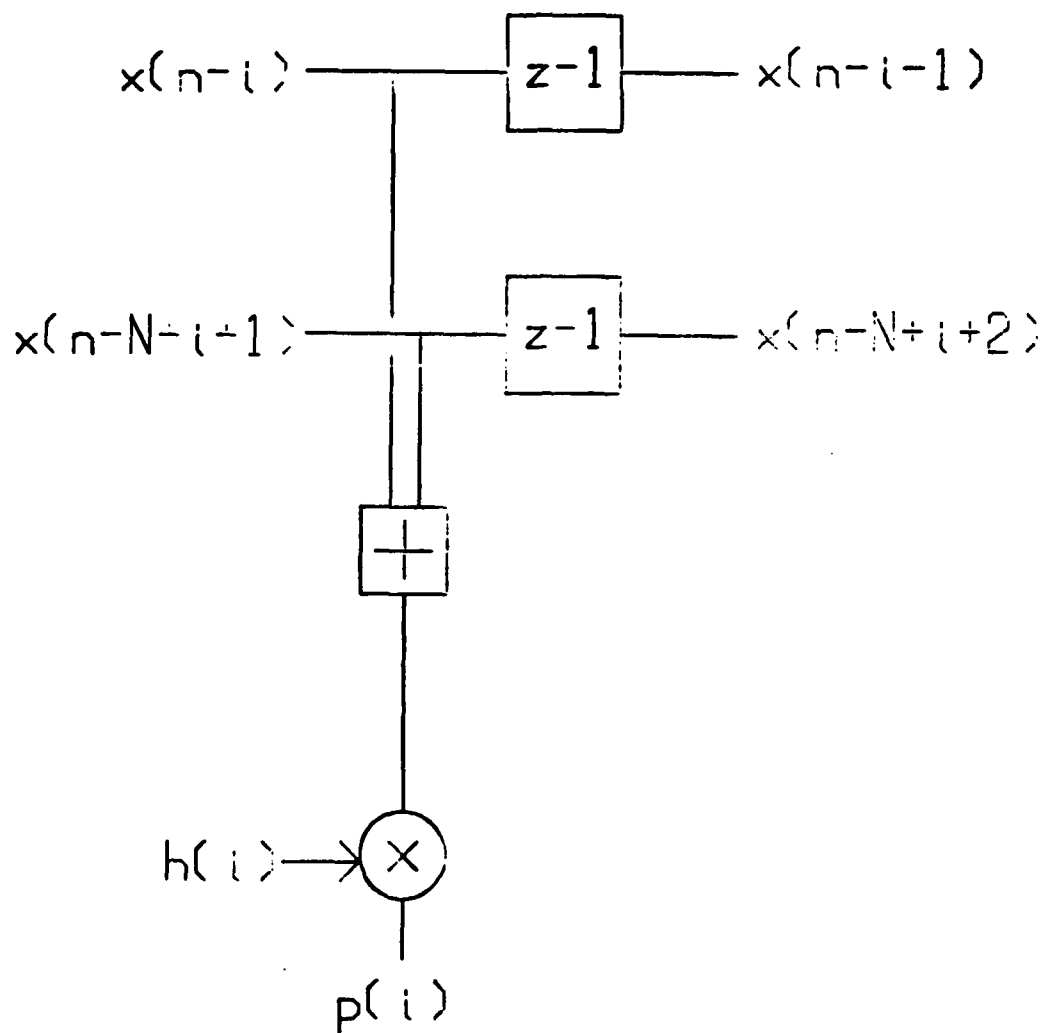 x(n-i) z-1 x(n-i-1)
x(n-N-i+1) z-1 x(n-N+i+2)
+
h(i) ×
p(i)